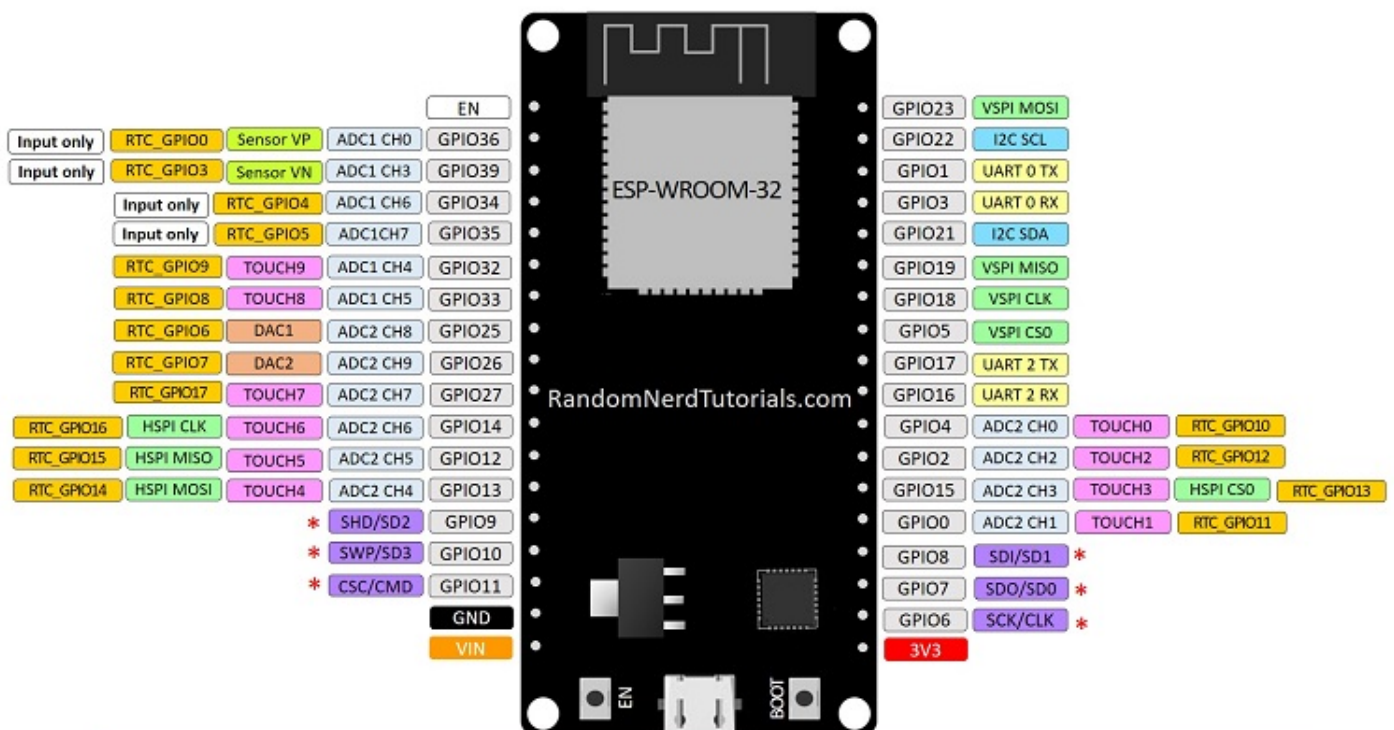 EN
Input only RTC_GPIO0 Sensor VP ADC1 CH0 GPIO36
Input only RTC_GPIO3 Sensor VN ADC1 CH3 GPIO39
Input only RTC_GPIO4 ADC1 CH6 GPIO34
Input only RTC_GPIO5 ADC1CH7 GPIO35
RTC_GPIO9 TOUCH9 ADC1 CH4 GPIO32
RTC_GPIO8 TOUCH8 ADC1 CH5 GPIO33
RTC_GPIO6 DAC1 ADC2 CH8 GPIO25
RTC_GPIO7 DAC2 ADC2 CH9 GPIO26
RTC_GPIO17 TOUCH7 ADC2 CH7 GPIO27
RTC_GPIO16 HSPI CLK TOUCH6 ADC2 CH6 GPIO14
RTC_GPIO15 HSPI MISO TOUCH5 ADC2 CH5 GPIO12
RTC_GPIO14 HSPI MOSI TOUCH4 ADC2 CH4 GPIO13
* SHD/SD2 GPIO9
* SWP/SD3 GPIO10
* CSC/CMD GPIO11
GND
VIN
ESP-WROOM-32
RandomNerdTutorials.com
EN
BOOT
GPIO23 VSPI MOSI
GPIO22 I2C SCL
GPIO1 UART 0 TX
GPIO3 UART 0 RX
GPIO21 I2C SDA
GPIO19 VSPI MISO
GPIO18 VSPI CLK
GPIO5 VSPI CS0
GPIO17 UART 2 TX
GPIO16 UART 2 RX
GPIO4 ADC2 CH0 TOUCH0 RTC_GPIO10
GPIO2 ADC2 CH2 TOUCH2 RTC_GPIO12
GPIO15 ADC2 CH3 TOUCH3 HSPI CS0 RTC_GPIO13
GPIO0 ADC2 CH1 TOUCH1 RTC_GPIO11
GPIO8 SDI/SD1 *
GPIO7 SDO/SD0 *
GPIO6 SCK/CLK *
3V3